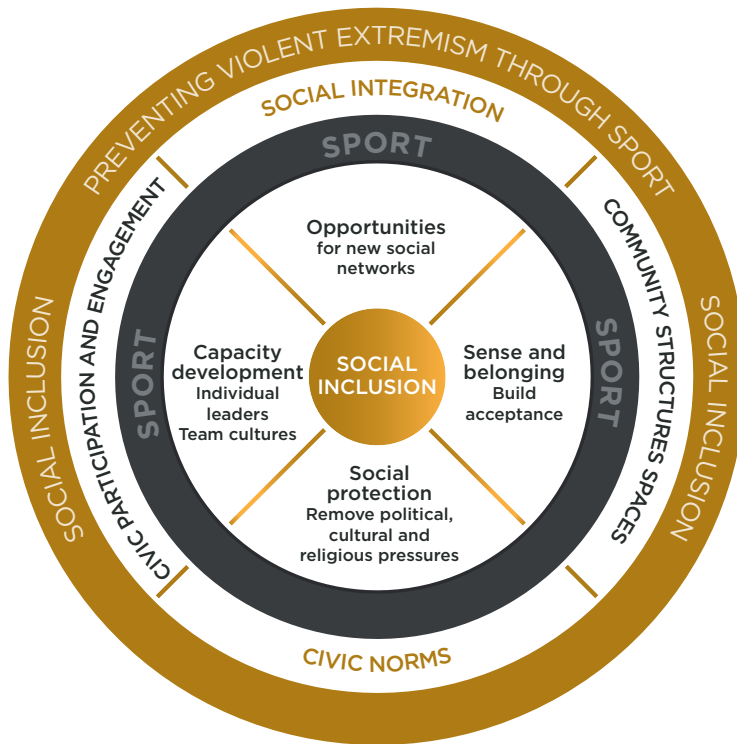 PREVENTING VIOLENT EXTREMISM THROUGH SPORT
SOCIAL INTEGRATION
SPORT
Opportunities
for new social
networks
SOCIAL INCLUSION
CIVIC PARTICIPATION AND ENGAGEMENT
SPORT
Capacity
development
Individual
leaders
Team cultures
SOCIAL
INCLUSION
Sense and
belonging
Build
acceptance
SPORT
COMMUNITY STRUCTURES SPACES
SOCIAL INCLUSION
Social
protection
Remove political,
cultural and
religious pressures
CIVIC NORMS